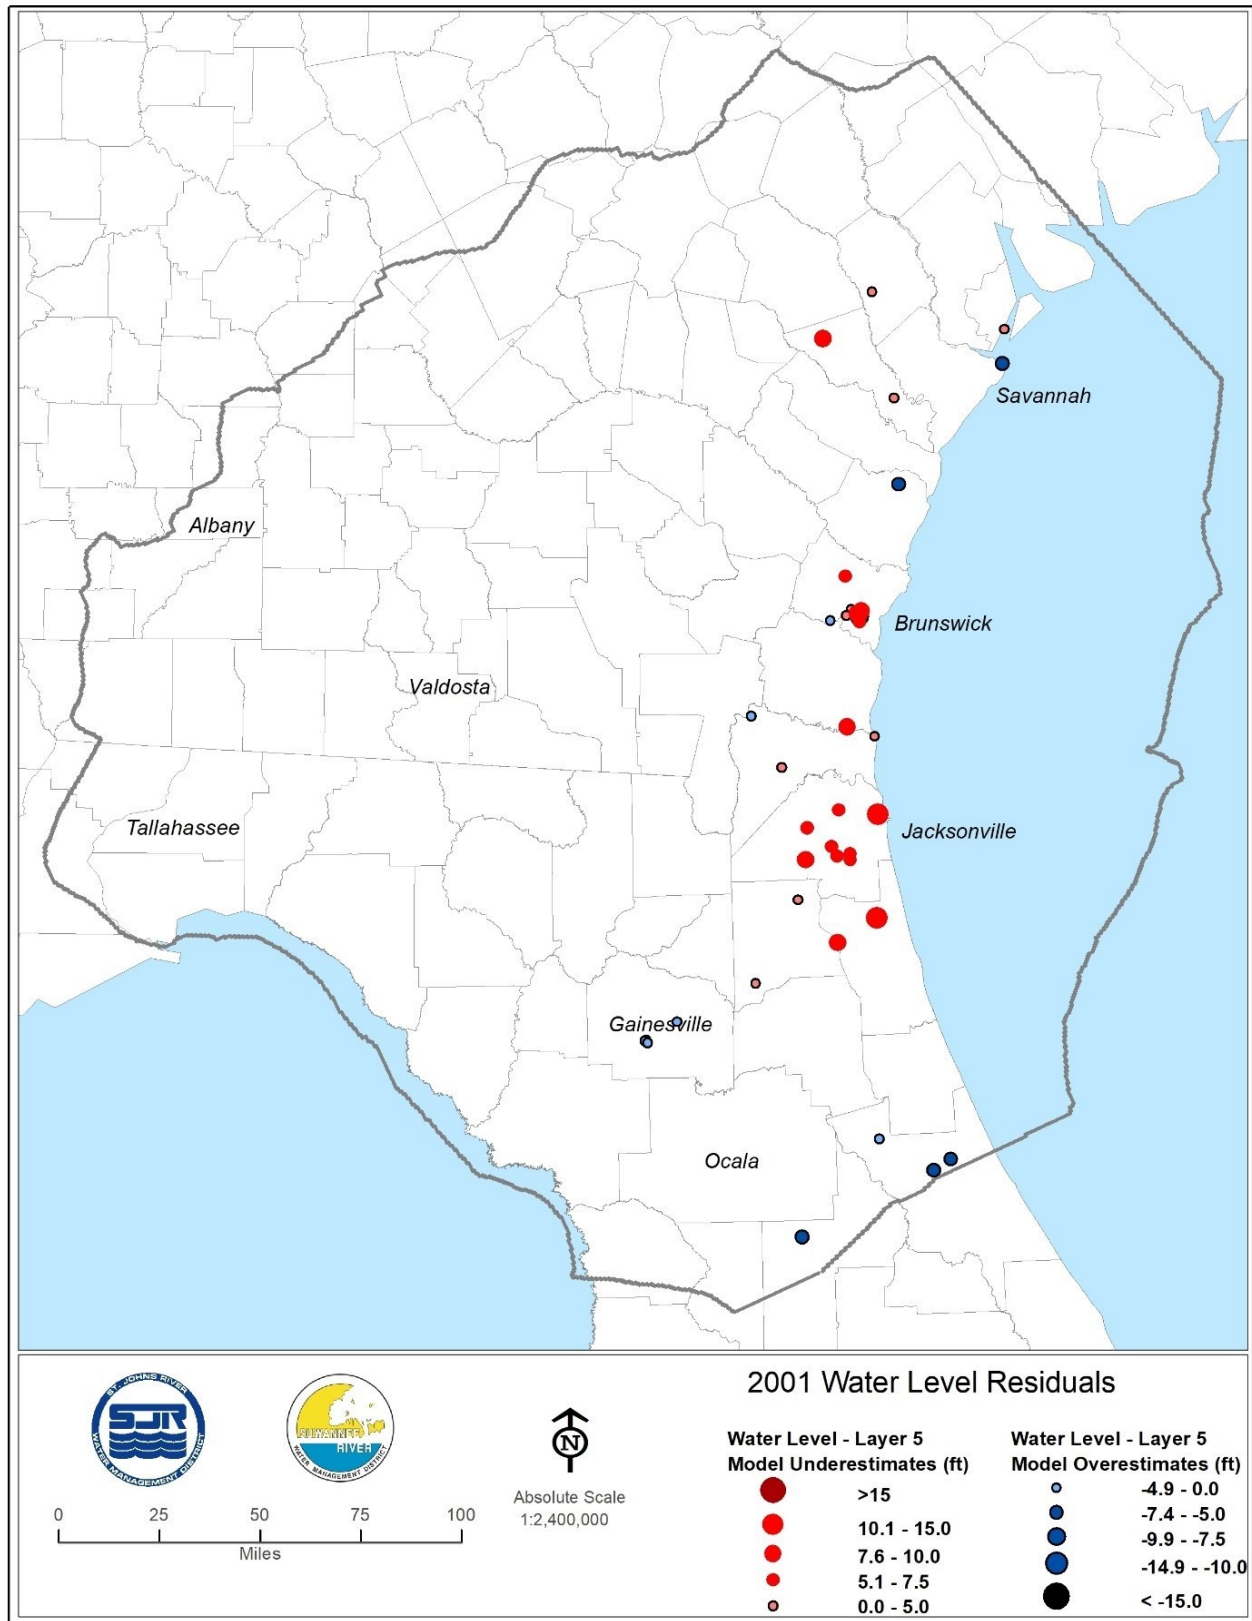 Savannah
Albany
Brunswick
Valdosta
Tallahassee
Jacksonville
Gainesville
Ocala
2001 Water Level Residuals
ST. JOHNS RIVER
SJR
WATER MANAGEMENT DISTRICT
SUWANNEE
RIVER
WATER MANAGEMENT DISTRICT
N
Absolute Scale
1:2,400,000
0 25 50 75 100
Miles
Water Level - Layer 5
Model Underestimates (ft)
>15
10.1 - 15.0
7.6 - 10.0
5.1 - 7.5
0.0 - 5.0
Water Level - Layer 5
Model Overestimates (ft)
-4.9 - 0.0
-7.4 - -5.0
-9.9 - -7.5
-14.9 - -10.0
< -15.0